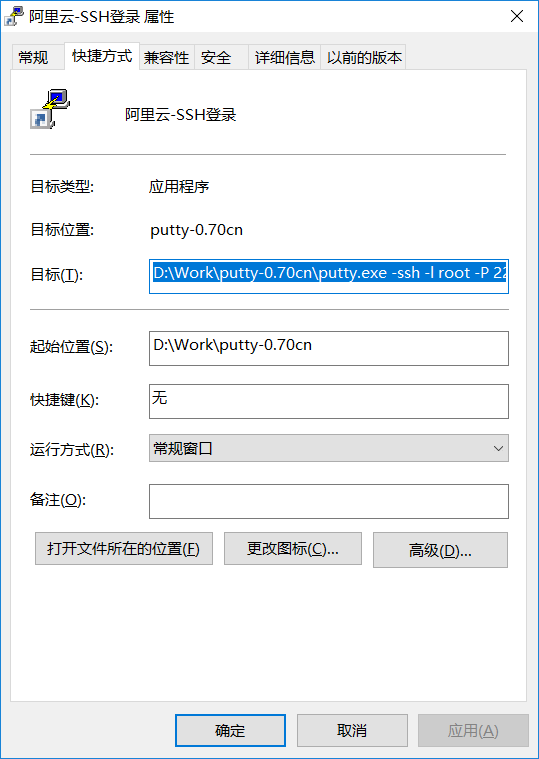 阿里云-SSH登录 属性
常规 快捷方式 兼容性 安全 详细信息 以前的版本
阿里云-SSH登录
目标类型: 应用程序
目标位置: putty-0.70cn
目标(T): D:\Work\putty-0.70cn\putty.exe -ssh -l root -P 22
起始位置(S): D:\Work\putty-0.70cn
快捷键(K): 无
运行方式(R): 常规窗口
备注(O):
打开文件所在的位置(F) 更改图标(C)... 高级(D)...
确定 取消 应用(A)